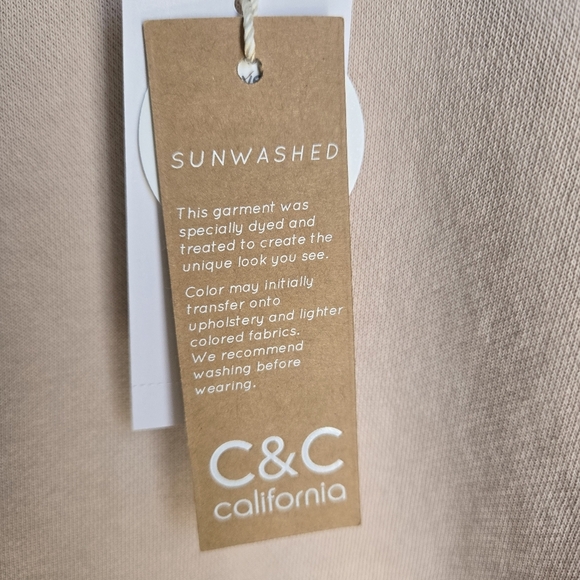 SUNWASHED
This garment was
specially dyed and
treated to create the
unique look you see.
Color may initially
transfer onto
upholstery and lighter
colored fabrics.
We recommend
washing before
wearing.
C&C
california